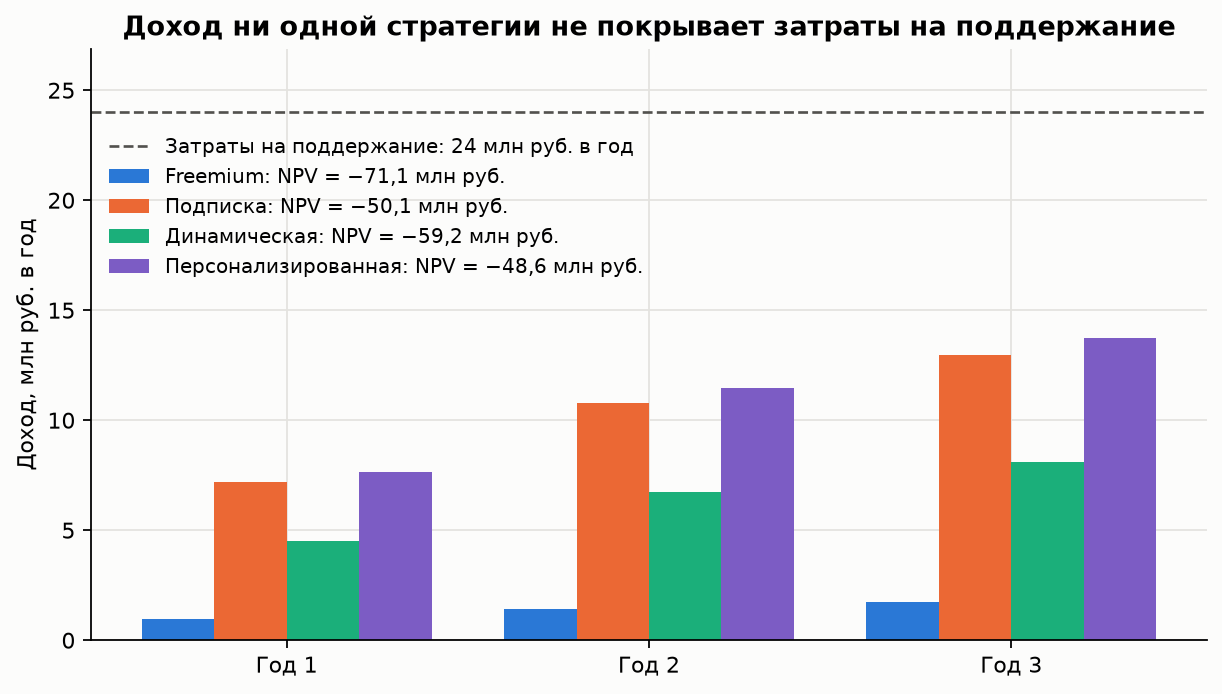 Доход ни одной стратегии не покрывает затраты на поддержание
Доход, млн руб. в год
25
20
15
10
5
0
Затраты на поддержание: 24 млн руб. в год
Freemium: NPV = −71,1 млн руб.
Подписка: NPV = −50,1 млн руб.
Динамическая: NPV = −59,2 млн руб.
Персонализированная: NPV = −48,6 млн руб.
Год 1
Год 2
Год 3